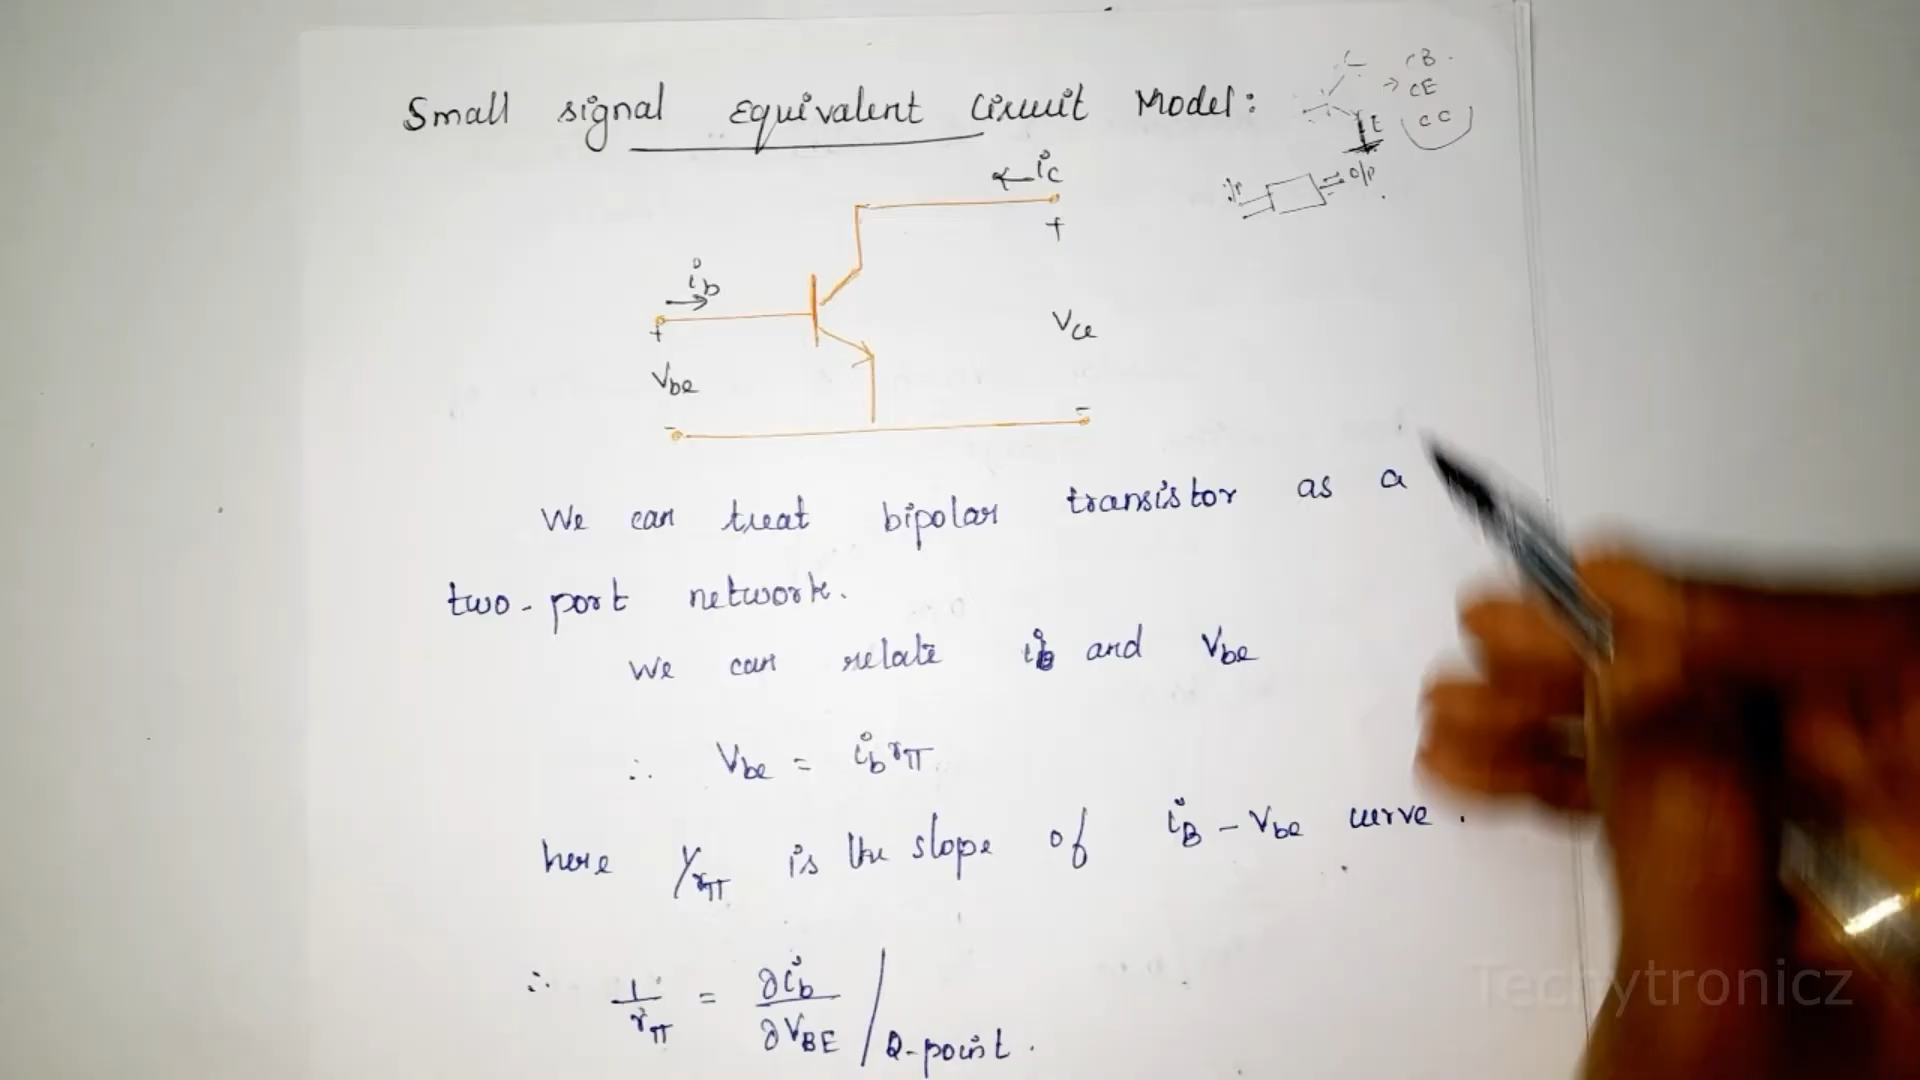 Small signal equivalent Circuit Model:
CB
→ CE
CC
E
i/p
o/p
← ic
+
ib
→
+
Vce
Vbe
-
-
We can treat bipolar transistor as a
two-port network.
We can relate ib and Vbe
∴ Vbe = ib rπ
here 1/rπ is the slope of iB - Vbe curve.
∴ 1/rπ = ∂ib/∂VBE / Q-point.
Techytronicz